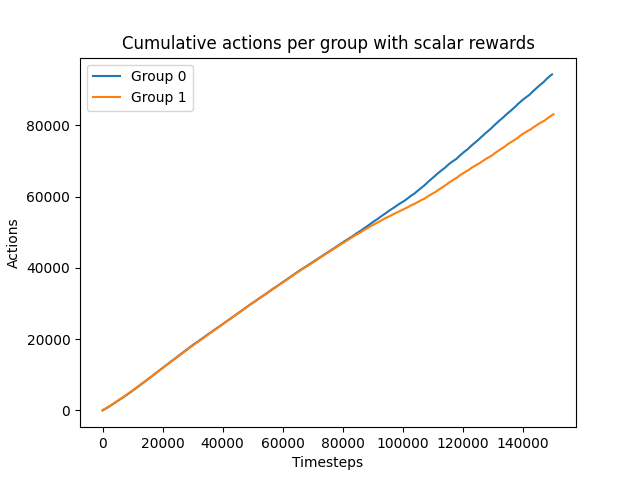 Cumulative actions per group with scalar rewards
Group 0
Group 1
80000
60000
40000
20000
0
Actions
0 20000 40000 60000 80000 100000 120000 140000
Timesteps